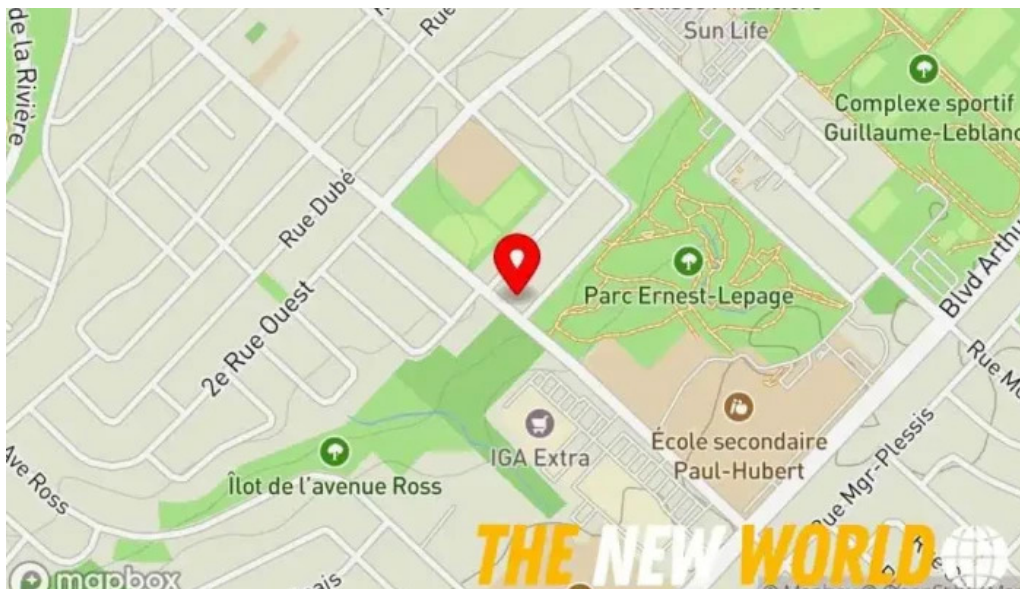 de la Rivière
Rue
Sun Life
Complexe sportif
Guillaume-Leblanc
Rue Dubé
Parc Ernest-Lepage
2e Rue Ouest
Blvd Arthu
Rue
École secondaire
Paul-Hubert
IGA Extra
Rue Mgr-Plessis
Ave Ross
Îlot de l'avenue Ross
THE NEW WORLD
mapbox